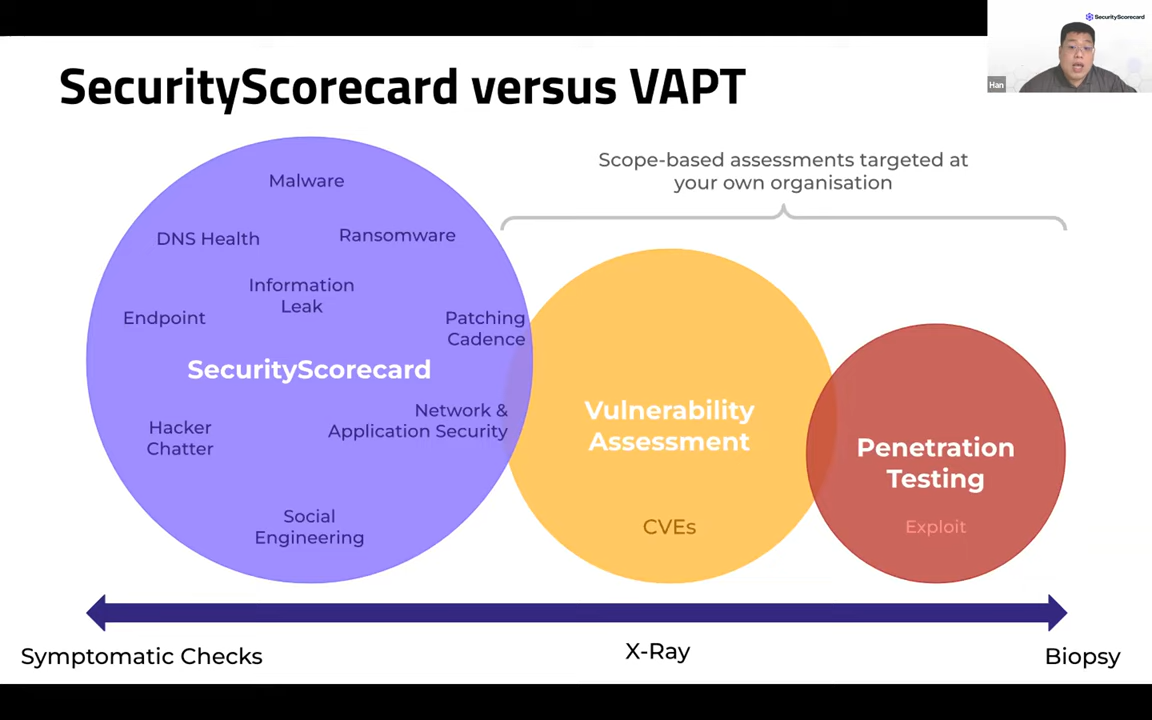 SecurityScorecard
Han
SecurityScorecard versus VAPT
Scope-based assessments targeted at
your own organisation
Malware
DNS Health
Ransomware
Information
Leak
Endpoint
Patching
Cadence
SecurityScorecard
Network &
Application Security
Hacker
Chatter
Social
Engineering
Vulnerability
Assessment
CVEs
Penetration
Testing
Exploit
Symptomatic Checks
X-Ray
Biopsy